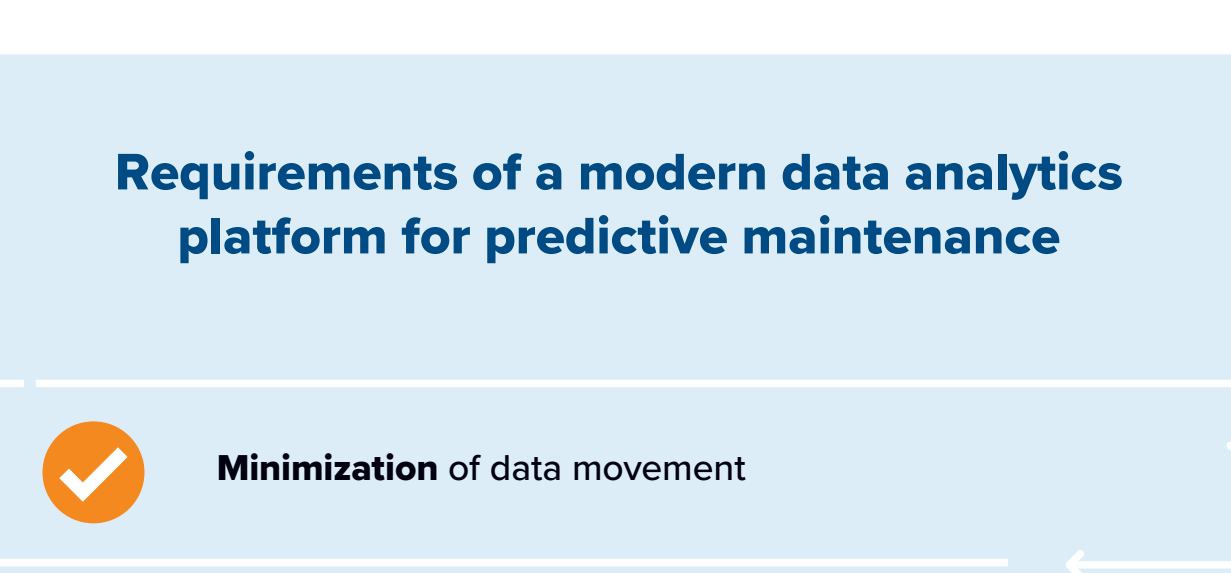 Requirements of a modern data analytics
platform for predictive maintenance
Minimization of data movement